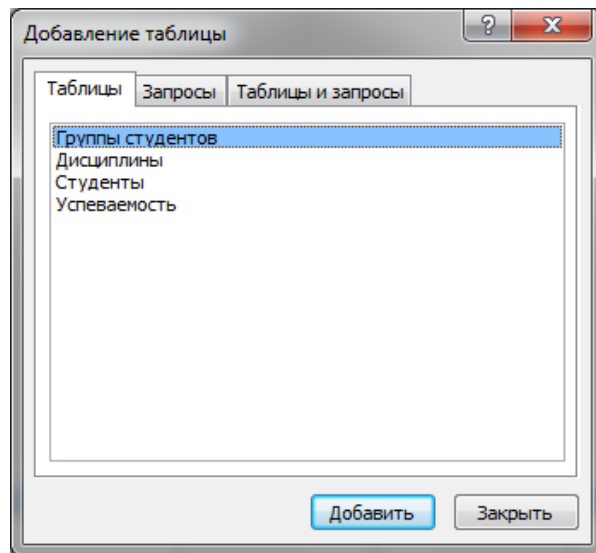 Добавление таблицы
?
Таблицы Запросы Таблицы и запросы
Группы студентов
Дисциплины
Студенты
Успеваемость
Добавить Закрыть